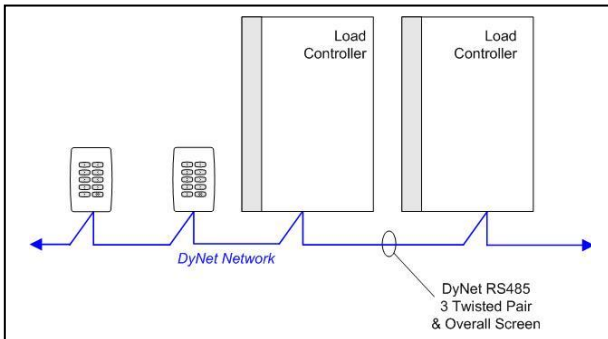 Load
Controller
Load
Controller
DyNet Network
DyNet RS485
3 Twisted Pair
& Overall Screen